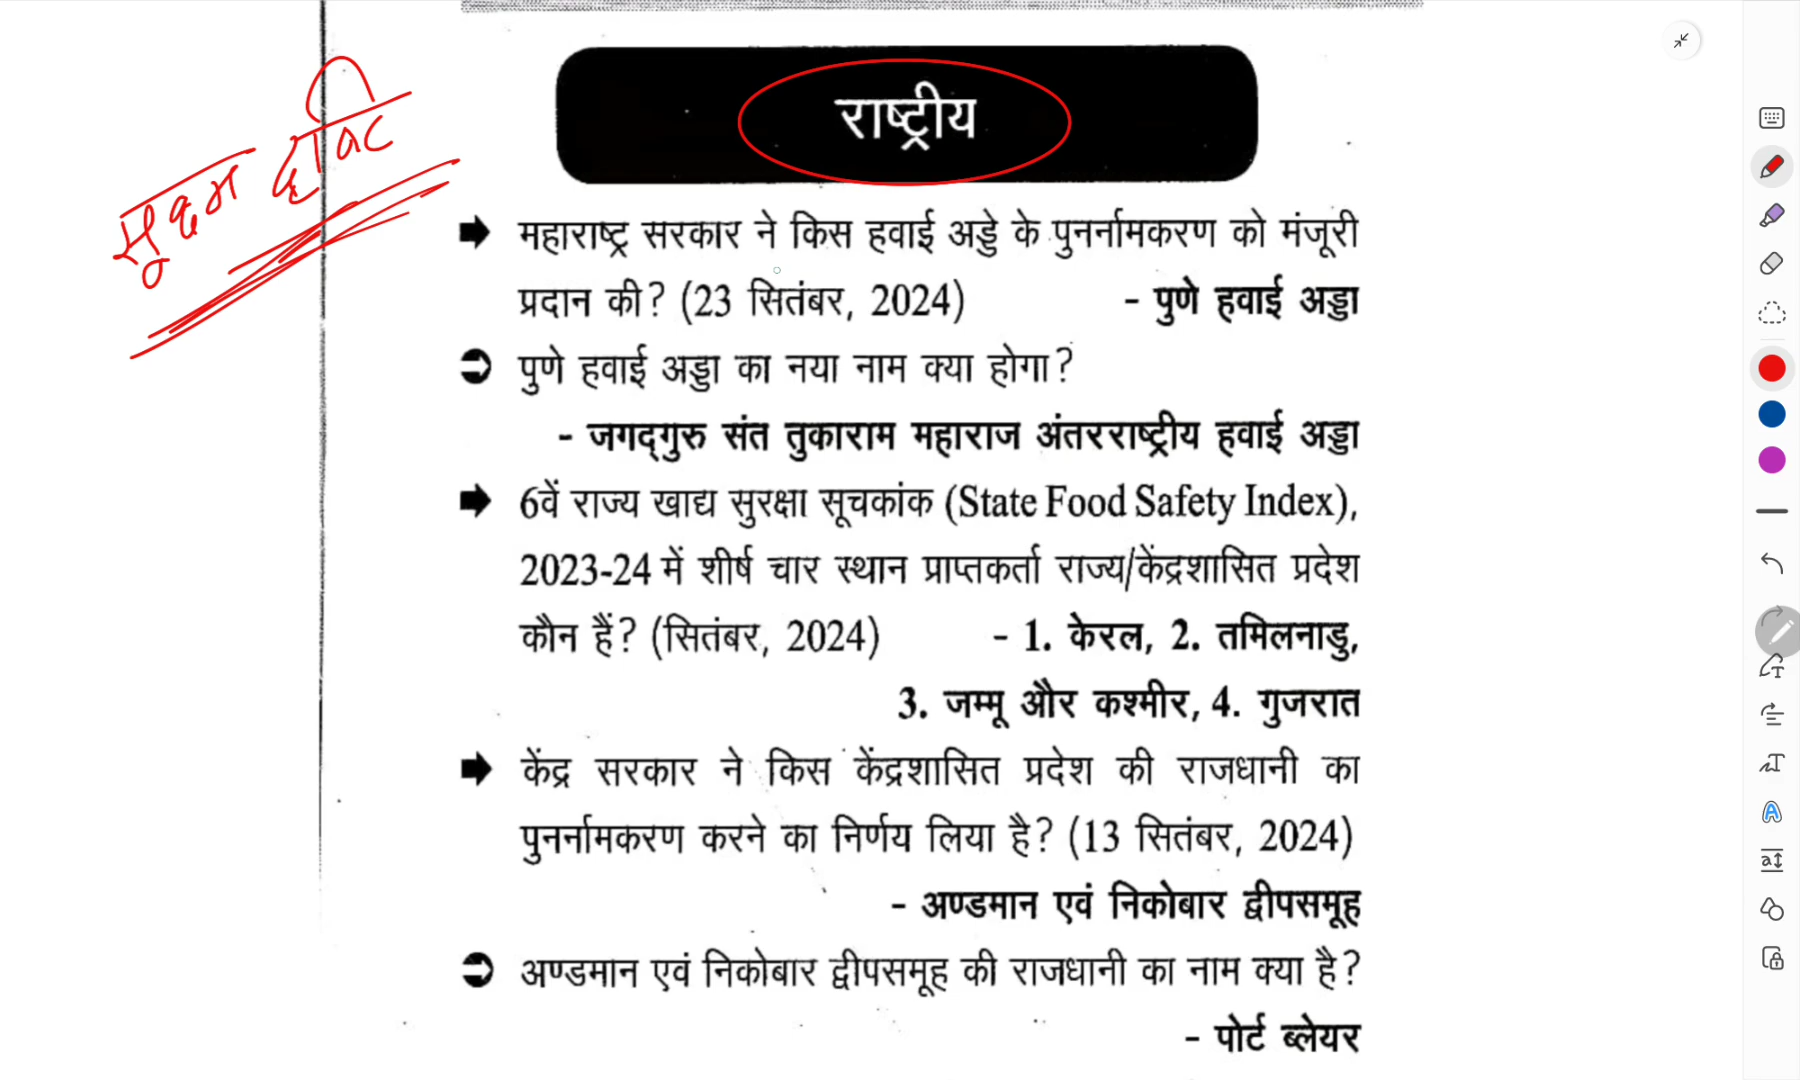 राष्ट्रीय
महाराष्ट्र सरकार ने किस हवाई अड्डे के पुनर्नामकरण को मंजूरी
प्रदान की? (23 सितंबर, 2024) - पुणे हवाई अड्डा
पुणे हवाई अड्डा का नया नाम क्या होगा?
- जगद्गुरु संत तुकाराम महाराज अंतरराष्ट्रीय हवाई अड्डा
6वें राज्य खाद्य सुरक्षा सूचकांक (State Food Safety Index),
2023-24 में शीर्ष चार स्थान प्राप्तकर्ता राज्य/केंद्रशासित प्रदेश
कौन हैं? (सितंबर, 2024) - 1. केरल, 2. तमिलनाडु,
3. जम्मू और कश्मीर, 4. गुजरात
केंद्र सरकार ने किस केंद्रशासित प्रदेश की राजधानी का
पुनर्नामकरण करने का निर्णय लिया है? (13 सितंबर, 2024)
- अण्डमान एवं निकोबार द्वीपसमूह
अण्डमान एवं निकोबार द्वीपसमूह की राजधानी का नाम क्या है?
- पोर्ट ब्लेयर